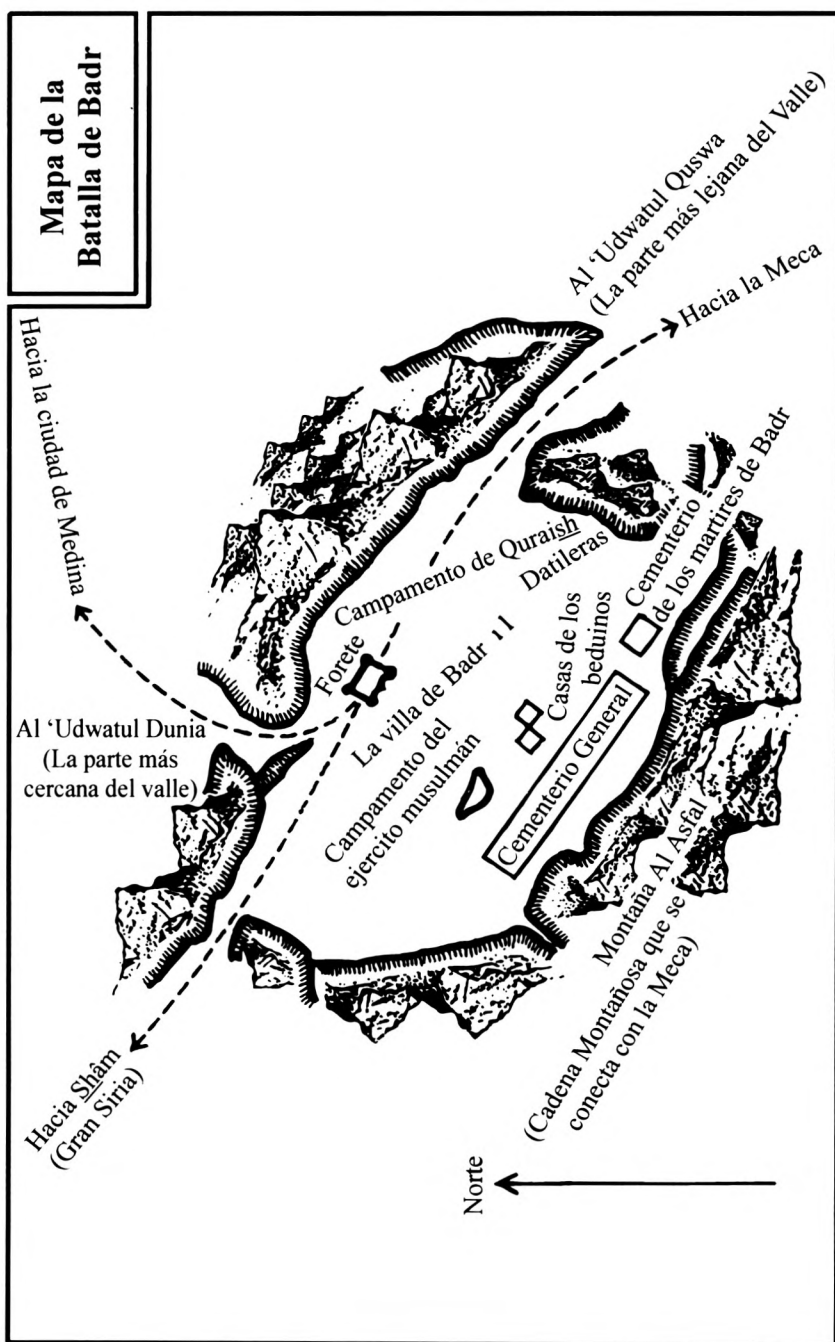 Mapa de la
Batalla de Badr
Hacia la ciudad de Medina
Al ‘Udwatul Quswa
(La parte más lejana del Valle)
Hacia la Meca
Campamento de Quraish
Datileras
Forete
Al ‘Udwatul Dunia
(La parte más
cercana del valle)
La villa de Badr 11
Campamento del
ejercito musulmán
Casas de los
beduinos
Cementerio
de los martires de Badr
Cementerio General
Montaña Al Asfal
(Cadena Montañosa que se
conecta con la Meca)
Hacia Shâm
(Gran Siria)
Norte